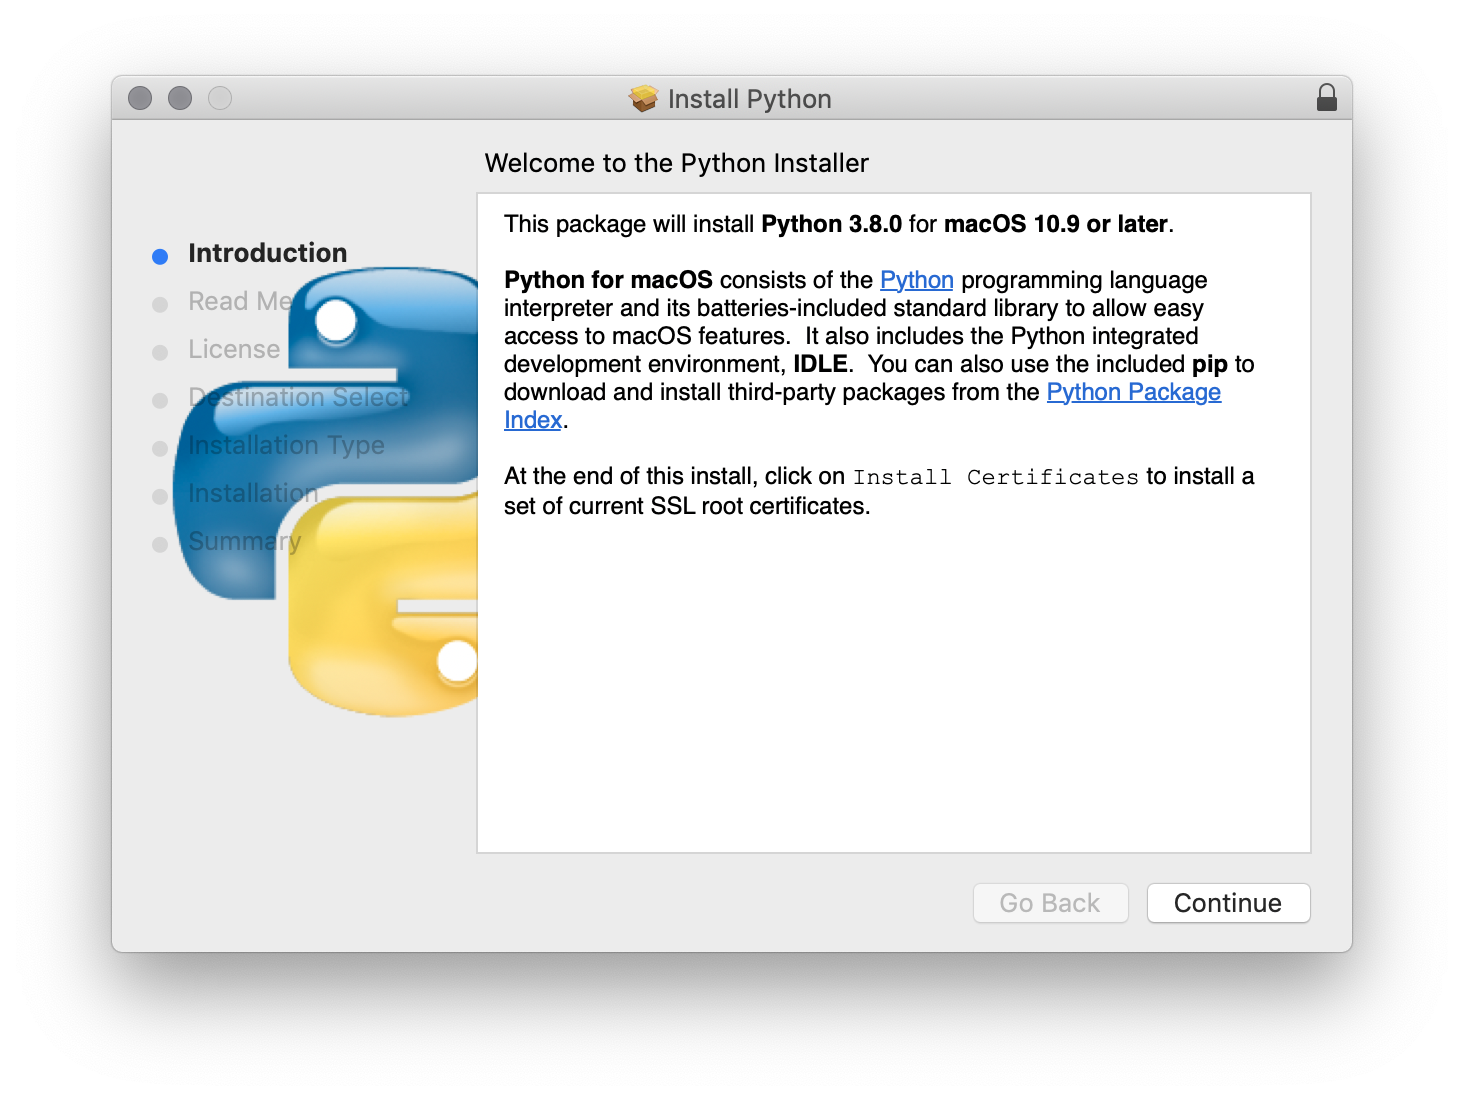 Install Python
Welcome to the Python Installer
Introduction
Read Me
License
Destination Select
Installation Type
Installation
Summary
This package will install Python 3.8.0 for macOS 10.9 or later.
Python for macOS consists of the Python programming language
interpreter and its batteries-included standard library to allow easy
access to macOS features.  It also includes the Python integrated
development environment, IDLE.  You can also use the included pip to
download and install third-party packages from the Python Package
Index.
At the end of this install, click on Install Certificates to install a
set of current SSL root certificates.
Go Back
Continue